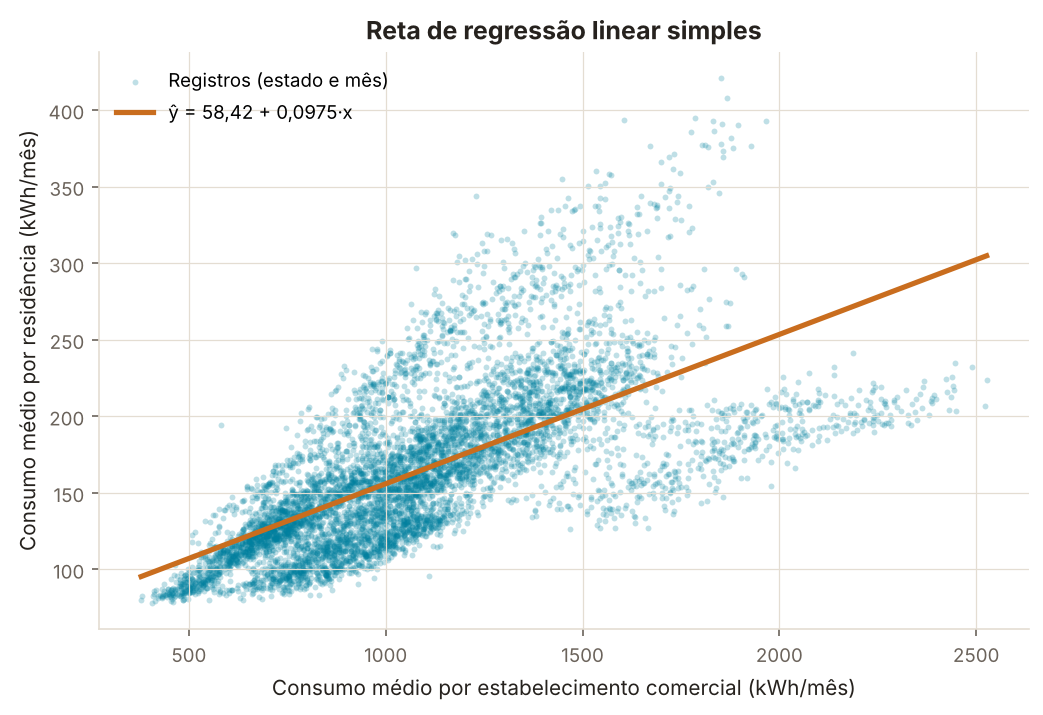 Reta de regressão linear simples
Registros (estado e mês)
ŷ = 58,42 + 0,0975·x
Consumo médio por residência (kWh/mês)
400
350
300
250
200
150
100
500
1000
1500
2000
2500
Consumo médio por estabelecimento comercial (kWh/mês)